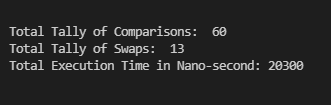 Total Tally of Comparisons:  60
Total Tally of Swaps:  13
Total Execution Time in Nano-second: 20300